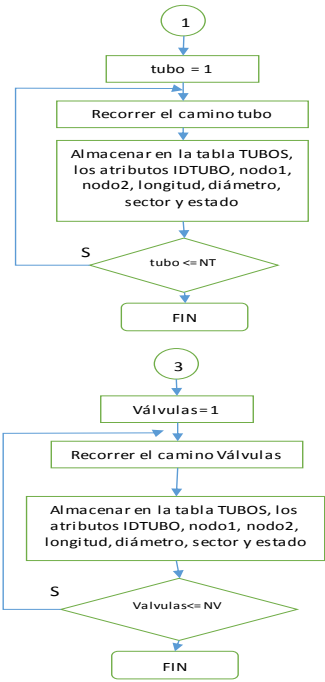 1
tubo = 1
Recorrer el camino tubo
Almacenar en la tabla TUBOS,
los atributos IDTUBO, nodo1,
nodo2, longitud, diámetro,
sector y estado
S
tubo <= NT
FIN
3
Válvulas=1
Recorrer el camino Válvulas
Almacenar en la tabla TUBOS, los
atributos IDTUBO, nodo1, nodo2,
longitud, diámetro, sector y estado
S
Valvulas<= NV
FIN